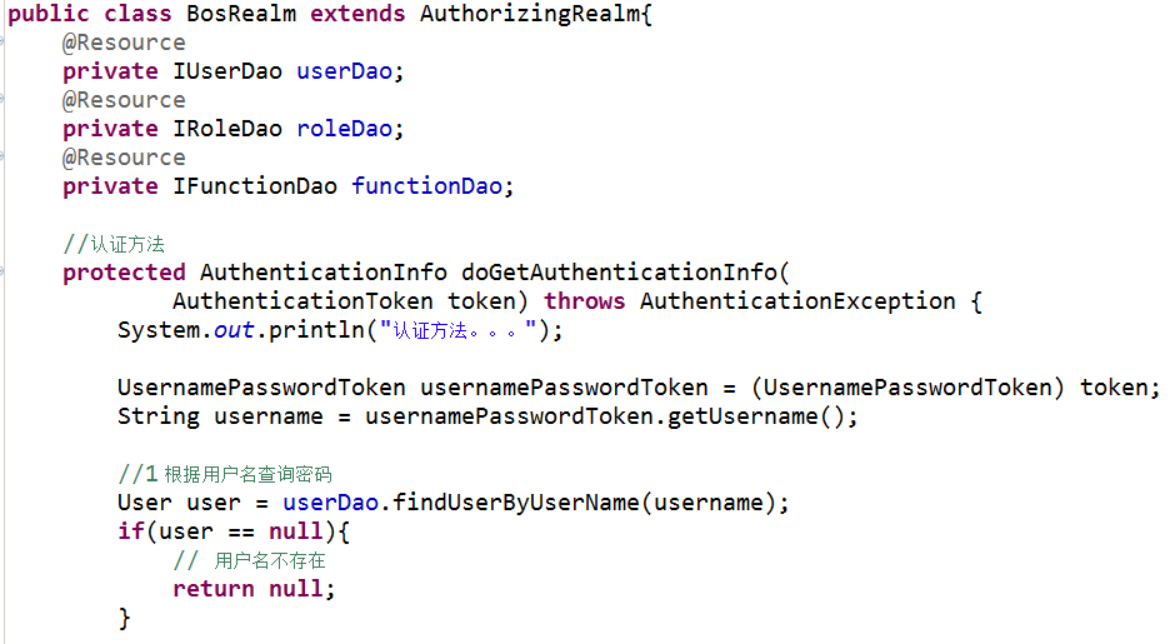 public class BosRealm extends AuthorizingRealm{
@Resource
private IUserDao userDao;
@Resource
private IRoleDao roleDao;
@Resource
private IFunctionDao functionDao;
//认证方法
protected AuthenticationInfo doGetAuthenticationInfo(
AuthenticationToken token) throws AuthenticationException {
System.out.println("认证方法。。。");
UsernamePasswordToken usernamePasswordToken = (UsernamePasswordToken) token;
String username = usernamePasswordToken.getUsername();
//1 根据用户名查询密码
User user = userDao.findUserByUserName(username);
if(user == null){
// 用户名不存在
return null;
}